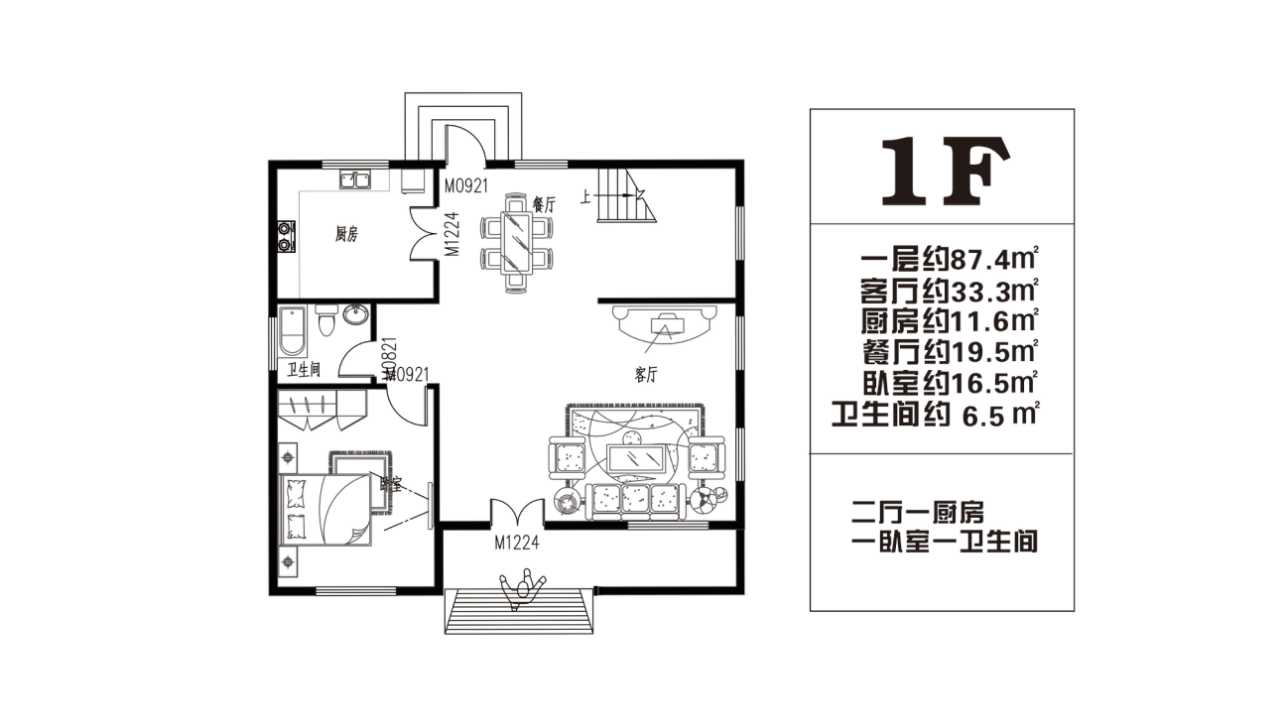 M0921
餐厅
上
厨房
M1224
M0821
M0921
卫生间
客厅
卧室
M1224
1F
一层约87.4㎡
客厅约33.3㎡
厨房约11.6㎡
餐厅约19.5㎡
卧室约16.5㎡
卫生间约 6.5 ㎡
二厅一厨房
一卧室一卫生间